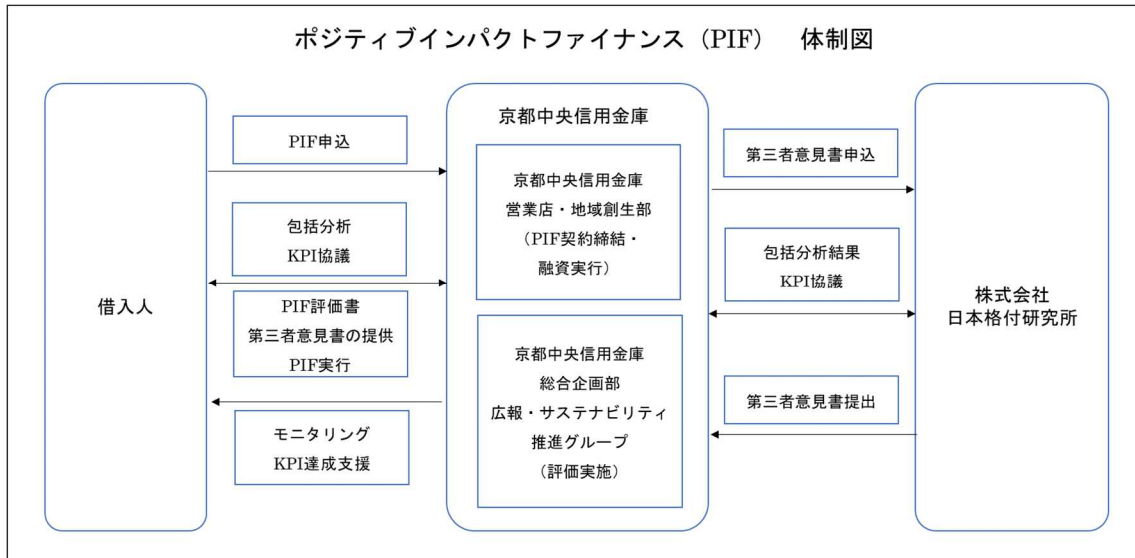 ポジティブインパクトファイナンス（PIF） 体制図
借入人
PIF申込
包括分析
KPI協議
PIF評価書
第三者意見書の提供
PIF実行
モニタリング
KPI達成支援
京都中央信用金庫
京都中央信用金庫
営業店・地域創生部
（PIF契約締結・
融資実行）
京都中央信用金庫
総合企画部
広報・サステナビリティ
推進グループ
（評価実施）
第三者意見書申込
包括分析結果
KPI協議
第三者意見書提出
株式会社
日本格付研究所